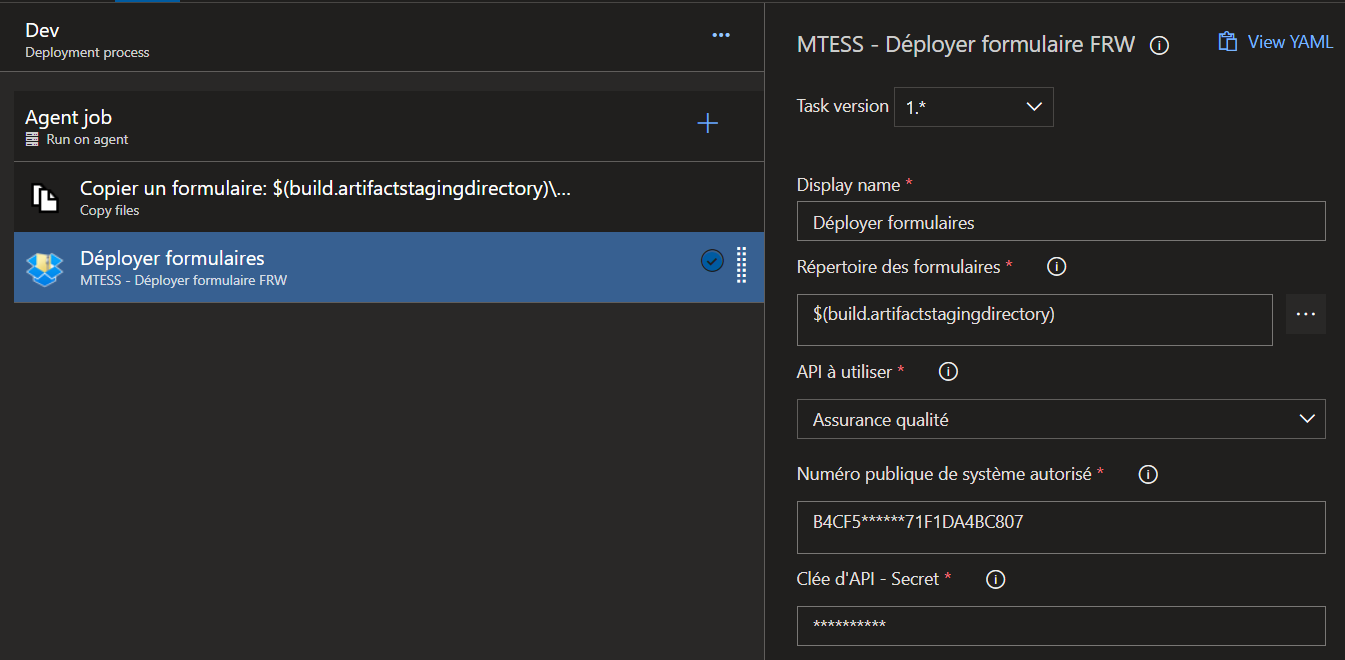 Dev
Deployment process
Agent job
Run on agent
Copier un formulaire: $(build.artifactstagingdirectory)\...
Copy files
Déployer formulaires
MTESS - Déployer formulaire FRW
MTESS - Déployer formulaire FRW
View YAML
Task version
1.*
Display name *
Déployer formulaires
Répertoire des formulaires *
$(build.artifactstagingdirectory)
API à utiliser *
Assurance qualité
Numéro publique de système autorisé *
B4CF5******71F1DA4BC807
Clée d'API - Secret *
**********